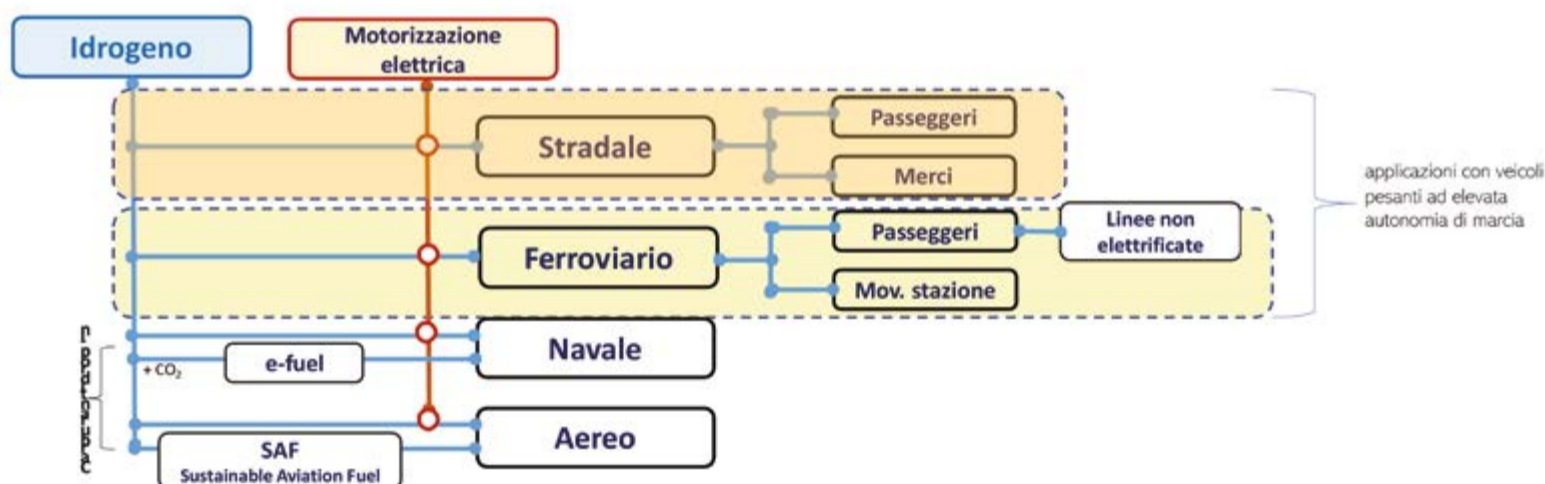 Idrogeno
Motorizzazione
elettrica
Stradale
Passeggeri
Merci
applicazioni con veicoli
pesanti ad elevata
autonomia di marcia
Ferroviario
Passeggeri
Linee non
elettrificate
Mov. stazione
Navale
+ CO₂
e-fuel
Aereo
SAF
Sustainable Aviation Fuel